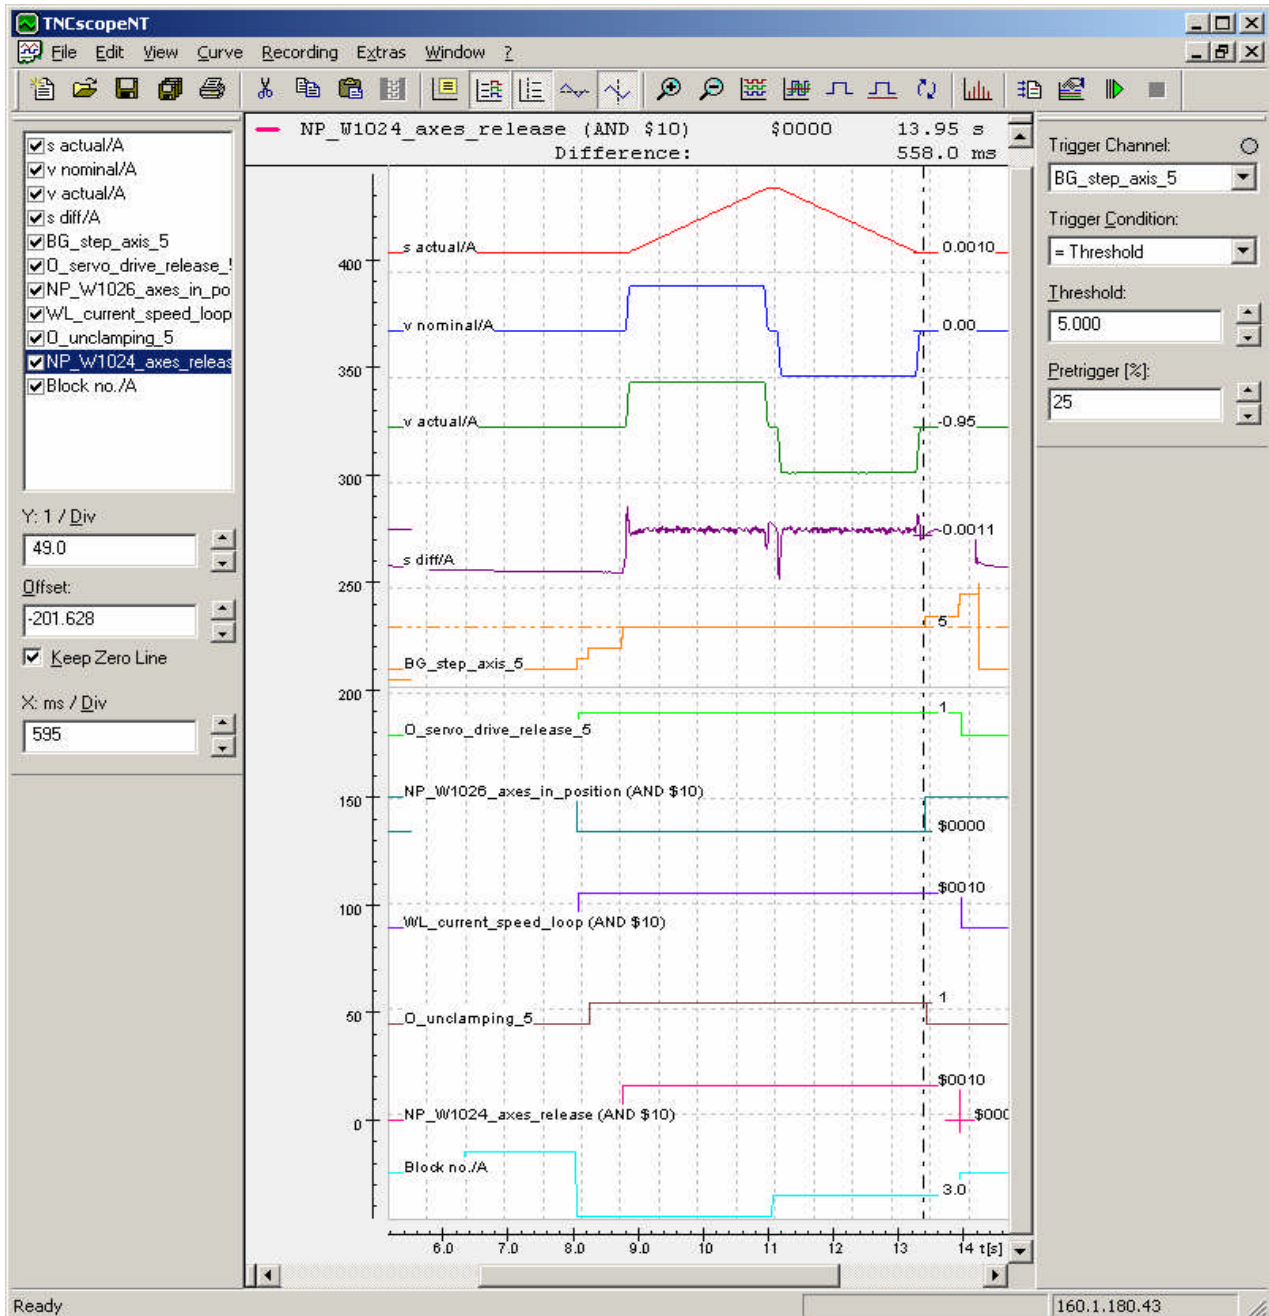 TNCscopeNT
File Edit View Curve Recording Extras Window ?
s actual/A
v nominal/A
v actual/A
s diff/A
BG_step_axis_5
O_servo_drive_release_5
NP_W1026_axes_in_po
WL_current_speed_loop
O_unclamping_5
NP_W1024_axes_releas
Block no./A
Y: 1 / Div
49.0
Offset:
-201.628
Keep Zero Line
X: ms / Div
595
NP_W1024_axes_release (AND $10) $0000 13.95 s
Difference: 558.0 ms
s actual/A 0.0010
400
v nominal/A 0.00
350
v actual/A -0.95
300
s diff/A -0.0011
250
BG_step_axis_5 5
200
O_servo_drive_release_5 1
NP_W1026_axes_in_position (AND $10)
150
$0000
$0010
100
WL_current_speed_loop (AND $10)
1
50
O_unclamping_5
$0010
NP_W1024_axes_release (AND $10) $000
0
Block no./A
3.0
6.0 7.0 8.0 9.0 10 11 12 13 14 t[s]
Trigger Channel:
BG_step_axis_5
Trigger Condition:
= Threshold
Threshold:
5.000
Pretrigger [%]:
25
Ready
160.1.180.43